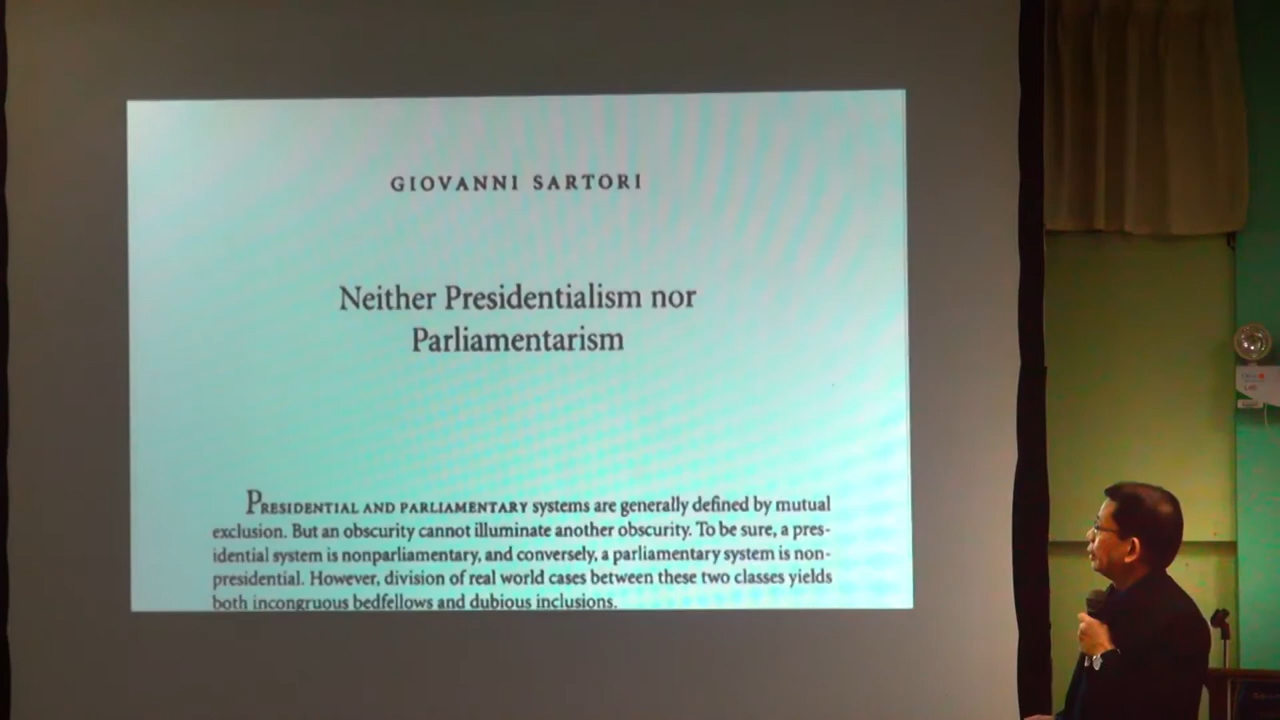 GIOVANNI SARTORI
Neither Presidentialism nor
Parliamentarism
PRESIDENTIAL AND PARLIAMENTARY systems are generally defined by mutual
exclusion. But an obscurity cannot illuminate another obscurity. To be sure, a pres-
idential system is nonparliamentary, and conversely, a parliamentary system is non-
presidential. However, division of real world cases between these two classes yields
both incongruous bedfellows and dubious inclusions.